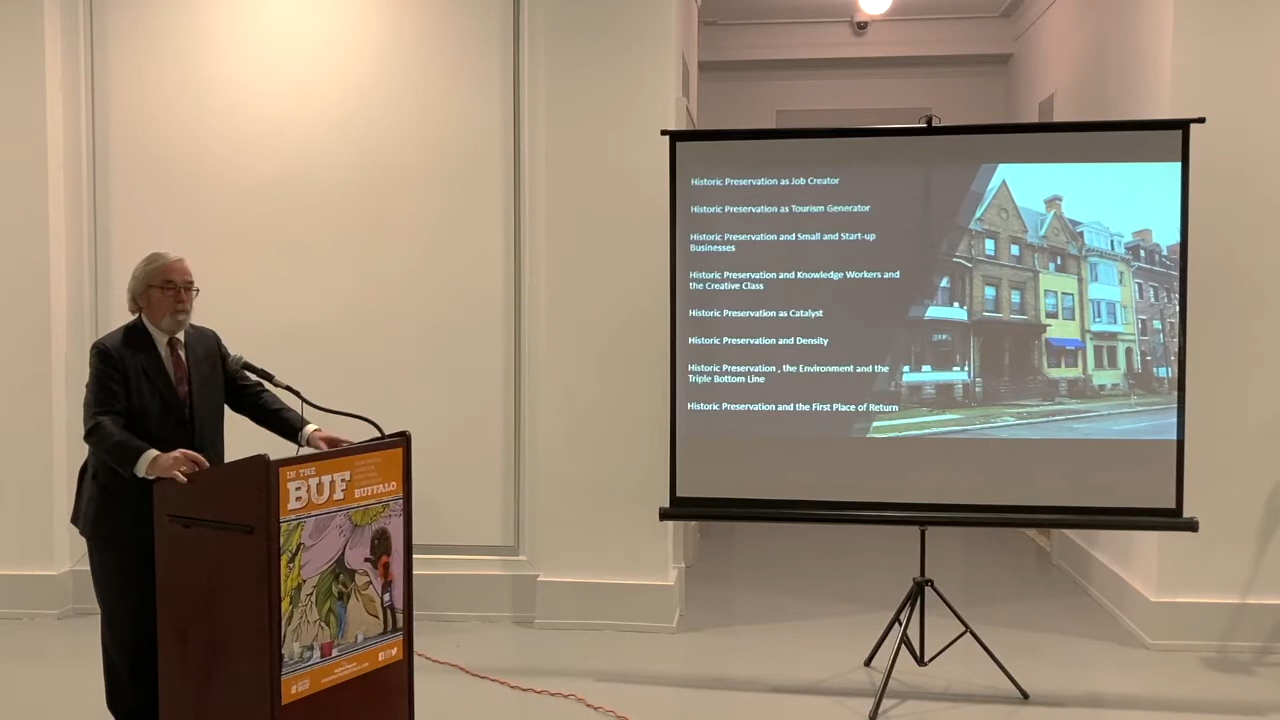 Historic Preservation as Job Creator
Historic Preservation as Tourism Generator
Historic Preservation and Small and Start-up
Businesses
Historic Preservation and Knowledge Workers and
the Creative Class
Historic Preservation as Catalyst
Historic Preservation and Density
Historic Preservation , the Environment and the
Triple Bottom Line
Historic Preservation and the First Place of Return
IN THE
BUF
BUFFALO
BUF